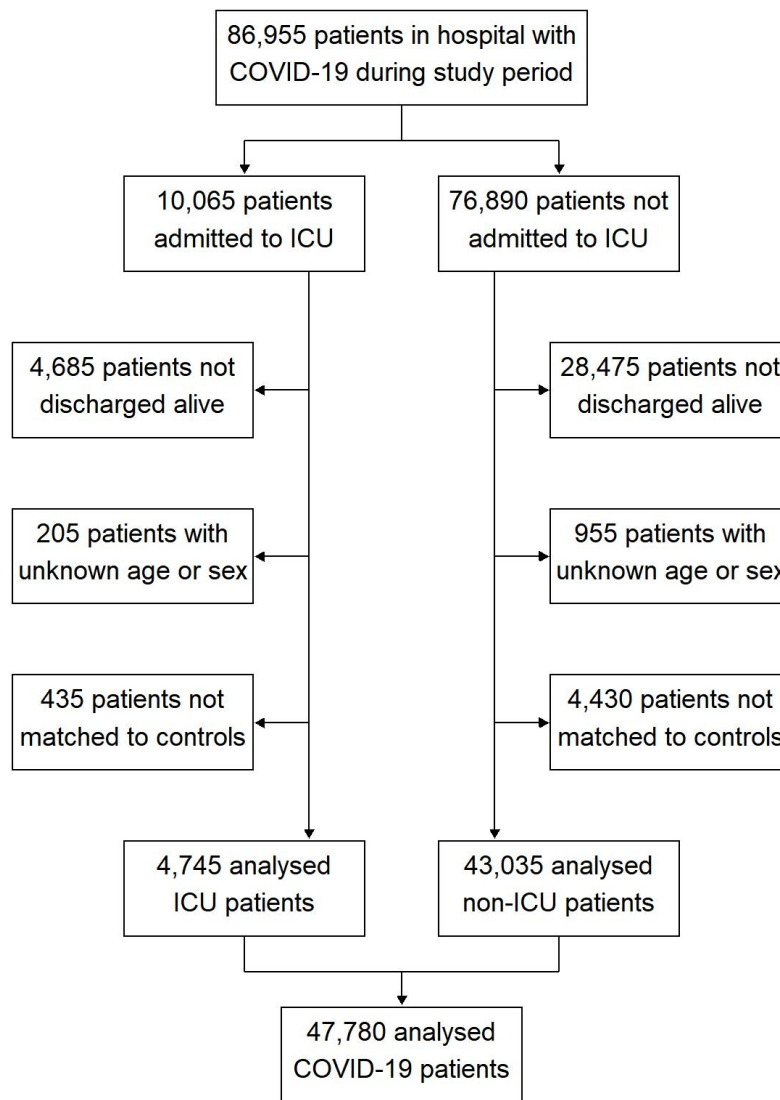 86,955 patients in hospital with
COVID-19 during study period
10,065 patients
admitted to ICU
76,890 patients not
admitted to ICU
4,685 patients not
discharged alive
28,475 patients not
discharged alive
205 patients with
unknown age or sex
955 patients with
unknown age or sex
435 patients not
matched to controls
4,430 patients not
matched to controls
4,745 analysed
ICU patients
43,035 analysed
non-ICU patients
47,780 analysed
COVID-19 patients